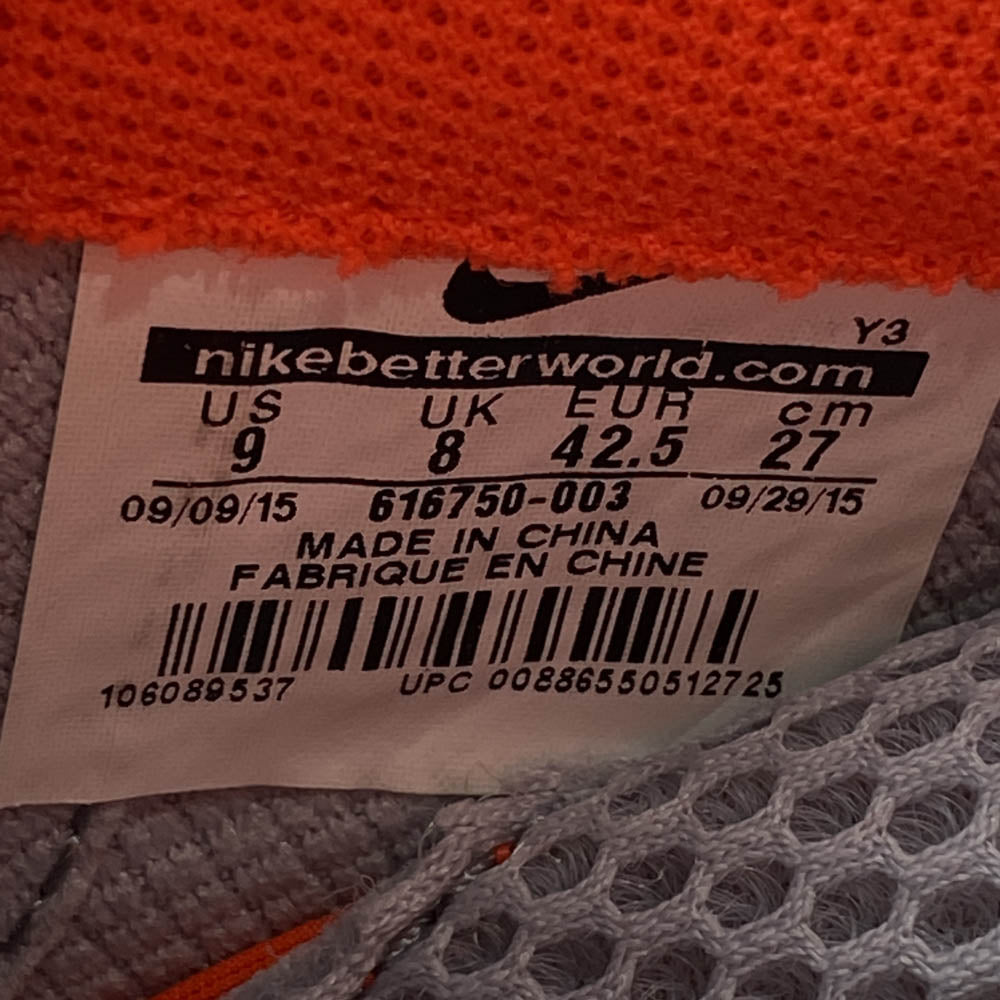 Y3
nikebetterworld.com
US UK EUR cm
9 8 42.5 27
09/09/15 616750-003 09/29/15
MADE IN CHINA
FABRIQUE EN CHINE
106089537 UPC 00886550512725